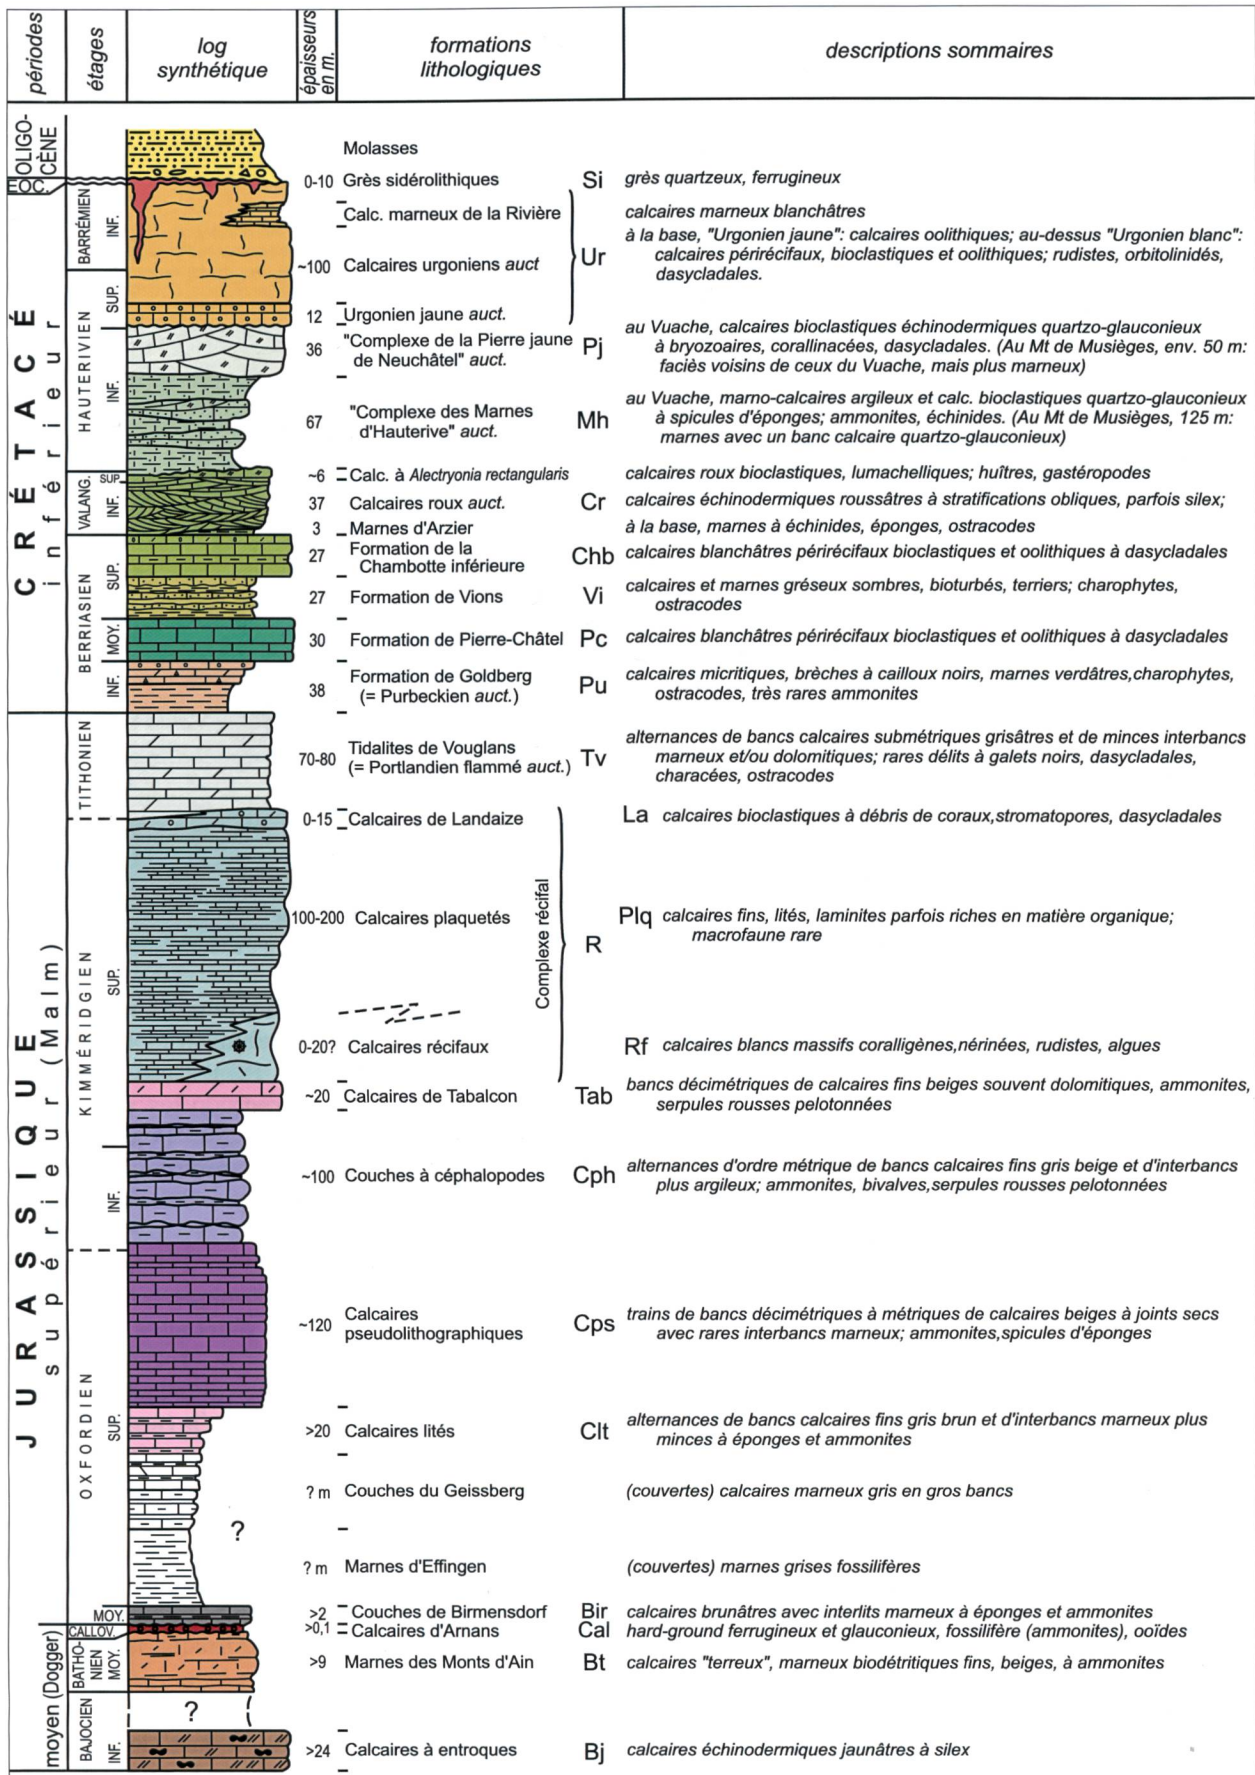 périodes
étages
log
synthétique
épaisseurs
en m.
formations
lithologiques
descriptions sommaires
OLIGO-
CÈNE
EOC.
CRÉTACÉ
inférieur
BARRÉMIEN
INF.
HAUTERIVIEN
SUP.
INF.
VALANG.
SUP
INF.
BERRIASIEN
SUP.
MOY.
INF.
JURASSIQUE
supérieur (Malm)
TITHONIEN
KIMMÉRIDGIEN
SUP.
INF.
OXFORDIEN
SUP.
MOY.
moyen (Dogger)
CALLOV.
BATHO-
NIEN
MOY.
BAJOCIEN
INF.
Molasses
0-10 Grès sidérolithiques Si grès quartzeux, ferrugineux
Calc. marneux de la Rivière calcaires marneux blanchâtres
~100 Calcaires urgoniens auct Ur à la base, "Urgonien jaune": calcaires oolithiques; au-dessus "Urgonien blanc":
calcaires périrécifaux, bioclastiques et oolithiques; rudistes, orbitolinidés,
dasycladales.
12 Urgonien jaune auct.
36 "Complexe de la Pierre jaune
de Neuchâtel" auct.
Pj au Vuache, calcaires bioclastiques échinodermiques quartzo-glauconieux
à bryozoaires, corallinacées, dasycladales. (Au Mt de Musièges, env. 50 m:
faciès voisins de ceux du Vuache, mais plus marneux)
67 "Complexe des Marnes
d'Hauterive" auct.
Mh au Vuache, marno-calcaires argileux et calc. bioclastiques quartzo-glauconieux
à spicules d'éponges; ammonites, échinides. (Au Mt de Musièges, 125 m:
marnes avec un banc calcaire quartzo-glauconieux)
~6 Calc. à Alectryonia rectangularis calcaires roux bioclastiques, lumachelliques; huîtres, gastéropodes
37 Calcaires roux auct. Cr calcaires échinodermiques roussâtres à stratifications obliques, parfois silex;
3 Marnes d'Arzier à la base, marnes à échinides, éponges, ostracodes
27 Formation de la
Chambotte inférieure
Chb calcaires blanchâtres périrécifaux bioclastiques et oolithiques à dasycladales
27 Formation de Vions Vi calcaires et marnes gréseux sombres, bioturbés, terriers; charophytes,
ostracodes
30 Formation de Pierre-Châtel Pc calcaires blanchâtres périrécifaux bioclastiques et oolithiques à dasycladales
38 Formation de Goldberg
(= Purbeckien auct.)
Pu calcaires micritiques, brèches à cailloux noirs, marnes verdâtres,charophytes,
ostracodes, très rares ammonites
70-80 Tidalites de Vouglans
(= Portlandien flammé auct.)
Tv alternances de bancs calcaires submétriques grisâtres et de minces interbancs
marneux et/ou dolomitiques; rares délits à galets noirs, dasycladales,
characées, ostracodes
0-15 Calcaires de Landaize La calcaires bioclastiques à débris de coraux,stromatopores, dasycladales
Complexe récifal
R
100-200 Calcaires plaquetés Plq calcaires fins, lités, laminites parfois riches en matière organique;
macrofaune rare
0-20? Calcaires récifaux Rf calcaires blancs massifs coralligènes,nérinées, rudistes, algues
~20 Calcaires de Tabalcon Tab bancs décimétriques de calcaires fins beiges souvent dolomitiques, ammonites,
serpules rousses pelotonnées
~100 Couches à céphalopodes Cph alternances d'ordre métrique de bancs calcaires fins gris beige et d'interbancs
plus argileux; ammonites, bivalves,serpules rousses pelotonnées
~120 Calcaires
pseudolithographiques
Cps trains de bancs décimétriques à métriques de calcaires beiges à joints secs
avec rares interbancs marneux; ammonites,spicules d'éponges
>20 Calcaires lités Clt alternances de bancs calcaires fins gris brun et d'interbancs marneux plus
minces à éponges et ammonites
? m Couches du Geissberg (couvertes) calcaires marneux gris en gros bancs
?
? m Marnes d'Effingen (couvertes) marnes grises fossilifères
>2 Couches de Birmensdorf Bir calcaires brunâtres avec interlits marneux à éponges et ammonites
>0,1 Calcaires d'Arnans Cal hard-ground ferrugineux et glauconieux, fossilifère (ammonites), ooïdes
>9 Marnes des Monts d'Ain Bt calcaires "terreux", marneux biodétritiques fins, beiges, à ammonites
?
>24 Calcaires à entroques Bj calcaires échinodermiques jaunâtres à silex